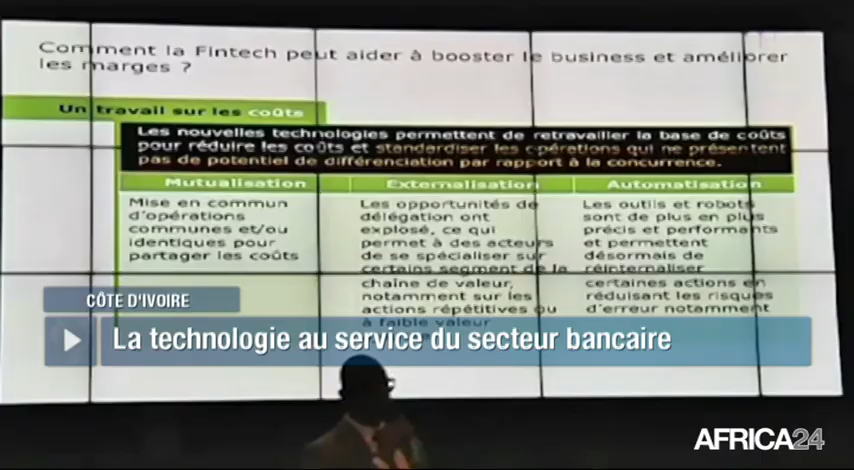 Comment la Fintech peut aider à booster le business et améliorer
les marges ?
Un travail sur les coûts
Les nouvelles technologies permettent de retravailler la base de coûts
pour réduire les coûts et standardiser les opérations qui ne présentent
pas de potentiel de différenciation par rapport à la concurrence.
Mutualisation
Mise en commun
d'opérations
communes et/ou
identiques pour
partager les coûts
Externalisation
Les opportunités de
délégation ont
explosé, ce qui
permet à des acteurs
de se spécialiser sur
certains segment de la
chaîne de valeur,
notamment sur les
actions répétitives ou
à faible valeur
Automatisation
Les outils et robots
sont de plus en plus
précis et performants
et permettent
désormais de
réinternaliser
certaines actions en
réduisant les risques
d'erreur notamment
CÔTE D'IVOIRE
La technologie au service du secteur bancaire
AFRICA24